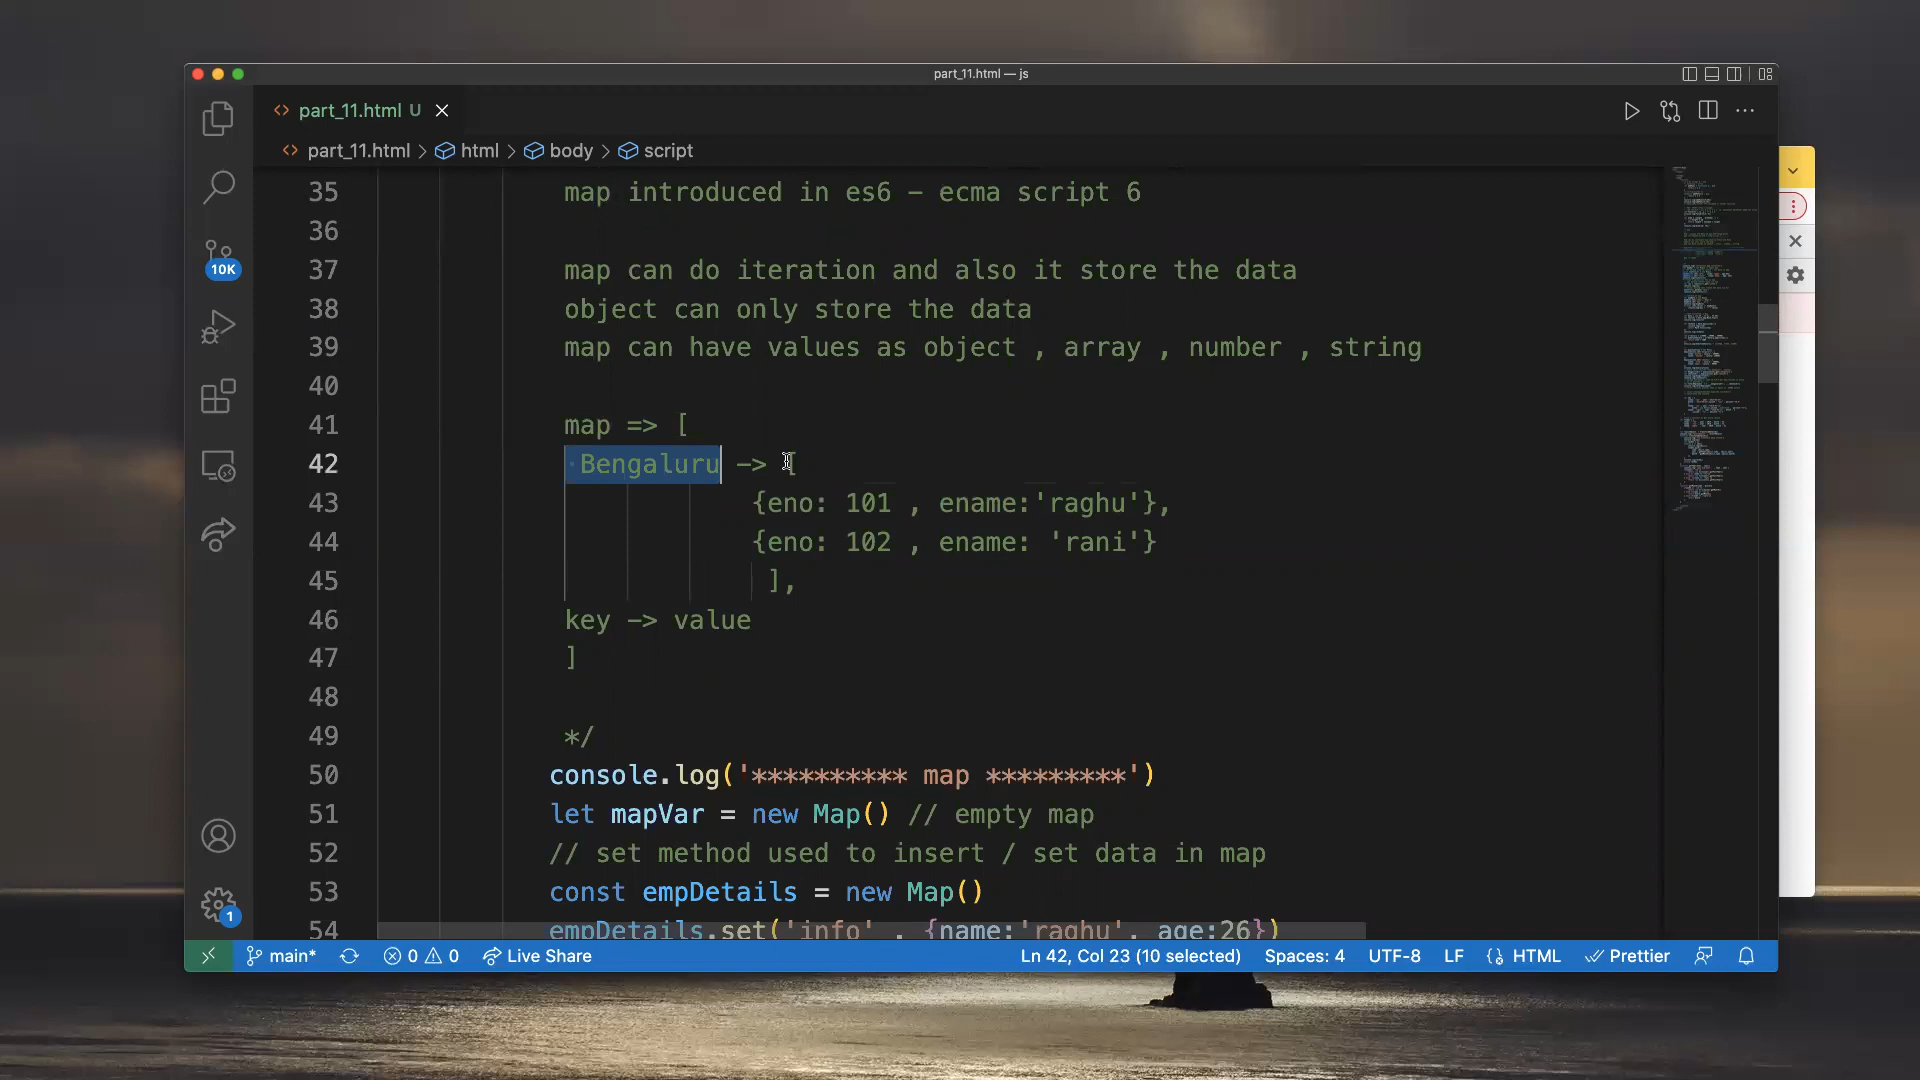 part_11.html — js
part_11.html U
part_11.html > html > body > script
35 map introduced in es6 – ecma script 6
36
37 map can do iteration and also it store the data
38 object can only store the data
39 map can have values as object , array , number , string
40
41 map => [
42 Bengaluru -> [
43 {eno: 101 , ename:'raghu'},
44 {eno: 102 , ename: 'rani'}
45 ],
46 key -> value
47 ]
48
49 */
50 console.log('********** map *********')
51 let mapVar = new Map() // empty map
52 // set method used to insert / set data in map
53 const empDetails = new Map()
54 empDetails.set('info' , {name:'raghu', age:26})
10K
1
main* 0 0 Live Share Ln 42, Col 23 (10 selected) Spaces: 4 UTF-8 LF HTML Prettier